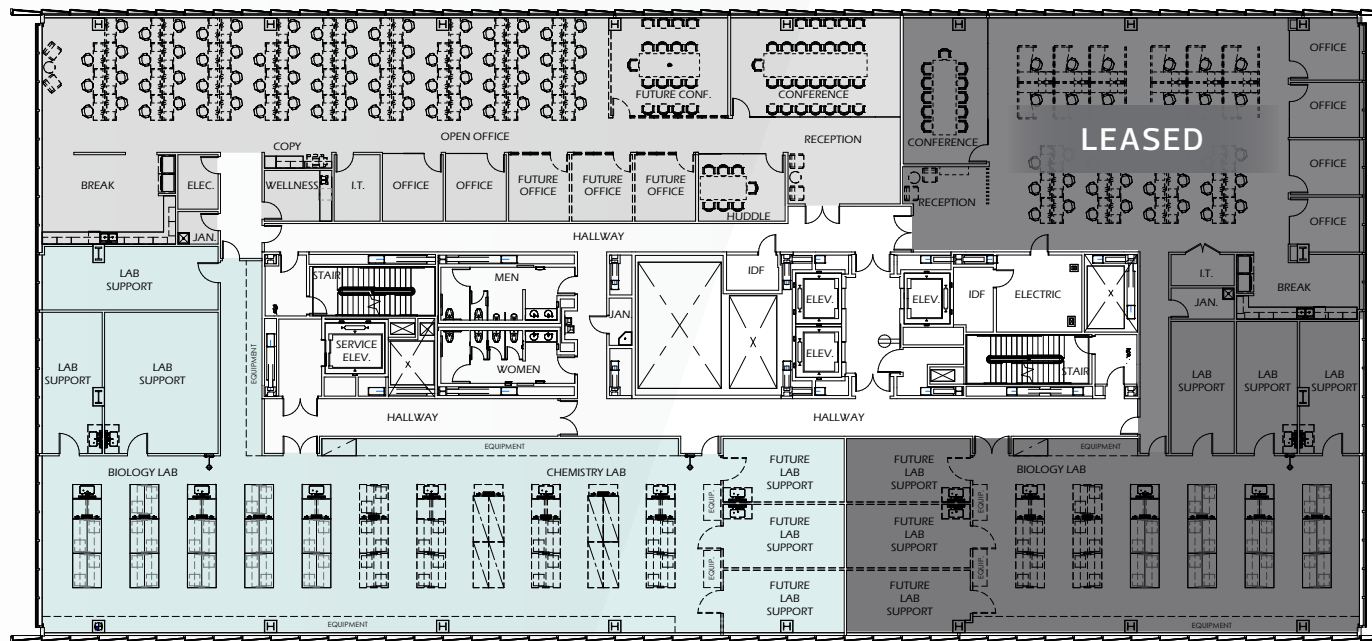 OFFICE
FUTURE CONF.
CONFERENCE
OFFICE
OPEN OFFICE
RECEPTION
CONFERENCE
LEASED
COPY
BREAK
ELEC.
WELLNESS
I.T.
OFFICE
OFFICE
FUTURE
OFFICE
FUTURE
OFFICE
FUTURE
OFFICE
HUDDLE
RECEPTION
OFFICE
OFFICE
JAN.
HALLWAY
LAB
SUPPORT
STAIR
MEN
IDF
ELEV.
ELEV.
IDF
ELECTRIC
X
I.T.
JAN.
BREAK
EQUIPMENT
SERVICE
ELEV.
X
WOMEN
JAN.
X
X
ELEV.
STAIR
LAB
SUPPORT
LAB
SUPPORT
LAB
SUPPORT
LAB
SUPPORT
LAB
SUPPORT
HALLWAY
HALLWAY
EQUIPMENT
EQUIPMENT
BIOLOGY LAB
CHEMISTRY LAB
FUTURE
LAB
SUPPORT
FUTURE
LAB
SUPPORT
BIOLOGY LAB
EQUIP.
EQUIP.
FUTURE
LAB
SUPPORT
FUTURE
LAB
SUPPORT
EQUIP.
EQUIP.
FUTURE
LAB
SUPPORT
FUTURE
LAB
SUPPORT
EQUIPMENT
EQUIPMENT